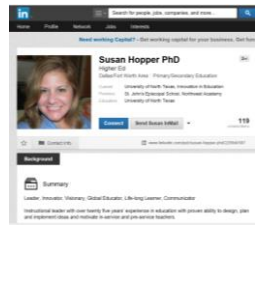 in
Search for people, jobs, companies, and more...
Home Profile Network Jobs Interests
Need working Capital? - Get working capital for your business. Get fun
Susan Hopper PhD
Higher Ed
Dallas/Fort Worth Area Primary/Secondary Education
Current University of North Texas, Innovation in Education
Previous St. John's Episcopal School, Northwest Academy
Education University of North Texas
Connect Send Susan InMail
119
Contact Info
Background
Summary
Leader, Innovator, Visionary, Global Educator, Life-long Learner, Communicator
Instructional leader with over twenty five years' experience in education with proven ability to design, plan
and implement ideas and motivate in-service and pre-service teachers.